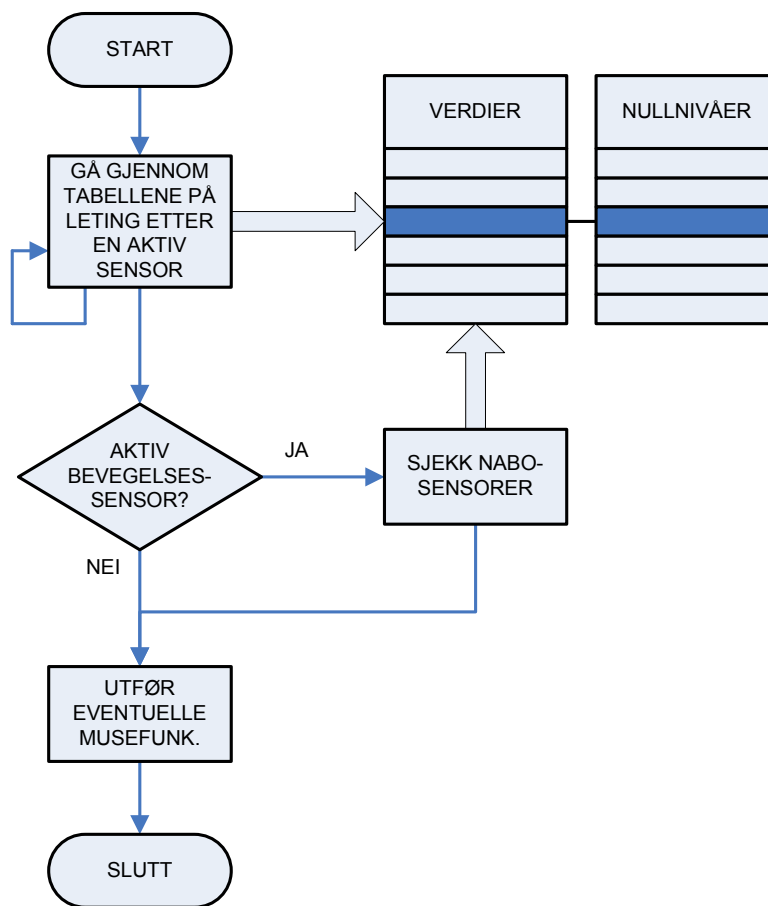 START
VERDIER
NULLNIVÅER
GÅ GJENNOM
TABELLENE PÅ
LETING ETTER
EN AKTIV
SENSOR
AKTIV
BEVEGELSES-
SENSOR?
JA
SJEKK NABO-
SENSORER
NEI
UTFØR
EVENTUELLE
MUSEFUNK.
SLUTT